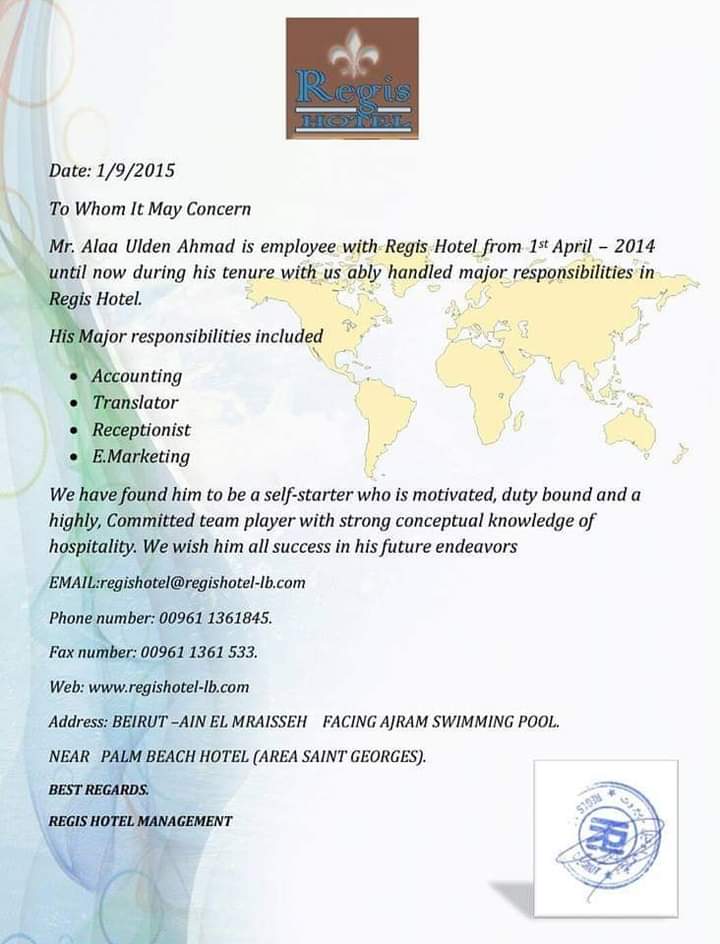 Regis
HOTEL
Date: 1/9/2015
To Whom It May Concern
Mr. Alaa Ulden Ahmad is employee with Regis Hotel from 1st April – 2014
until now during his tenure with us ably handled major responsibilities in
Regis Hotel.
His Major responsibilities included
• Accounting
• Translator
• Receptionist
• E.Marketing
We have found him to be a self-starter who is motivated, duty bound and a
highly, Committed team player with strong conceptual knowledge of
hospitality. We wish him all success in his future endeavors
EMAIL:regishotel@regishotel-lb.com
Phone number: 00961 1361845.
Fax number: 00961 1361 533.
Web: www.regishotel-lb.com
Address: BEIRUT –AIN EL MRAISSEH FACING AJRAM SWIMMING POOL.
NEAR PALM BEACH HOTEL (AREA SAINT GEORGES).
BEST REGARDS.
REGIS HOTEL MANAGEMENT
REGIS